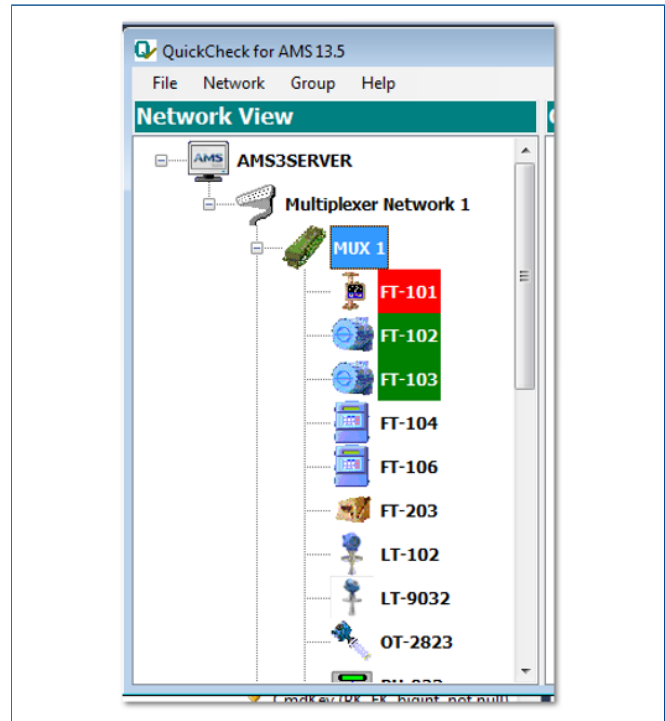 QuickCheck for AMS 13.5
File Network Group Help
Network View
AMS AMS3SERVER
Multiplexer Network 1
MUX 1
FT-101
FT-102
FT-103
FT-104
FT-106
FT-203
LT-102
LT-9032
OT-2823